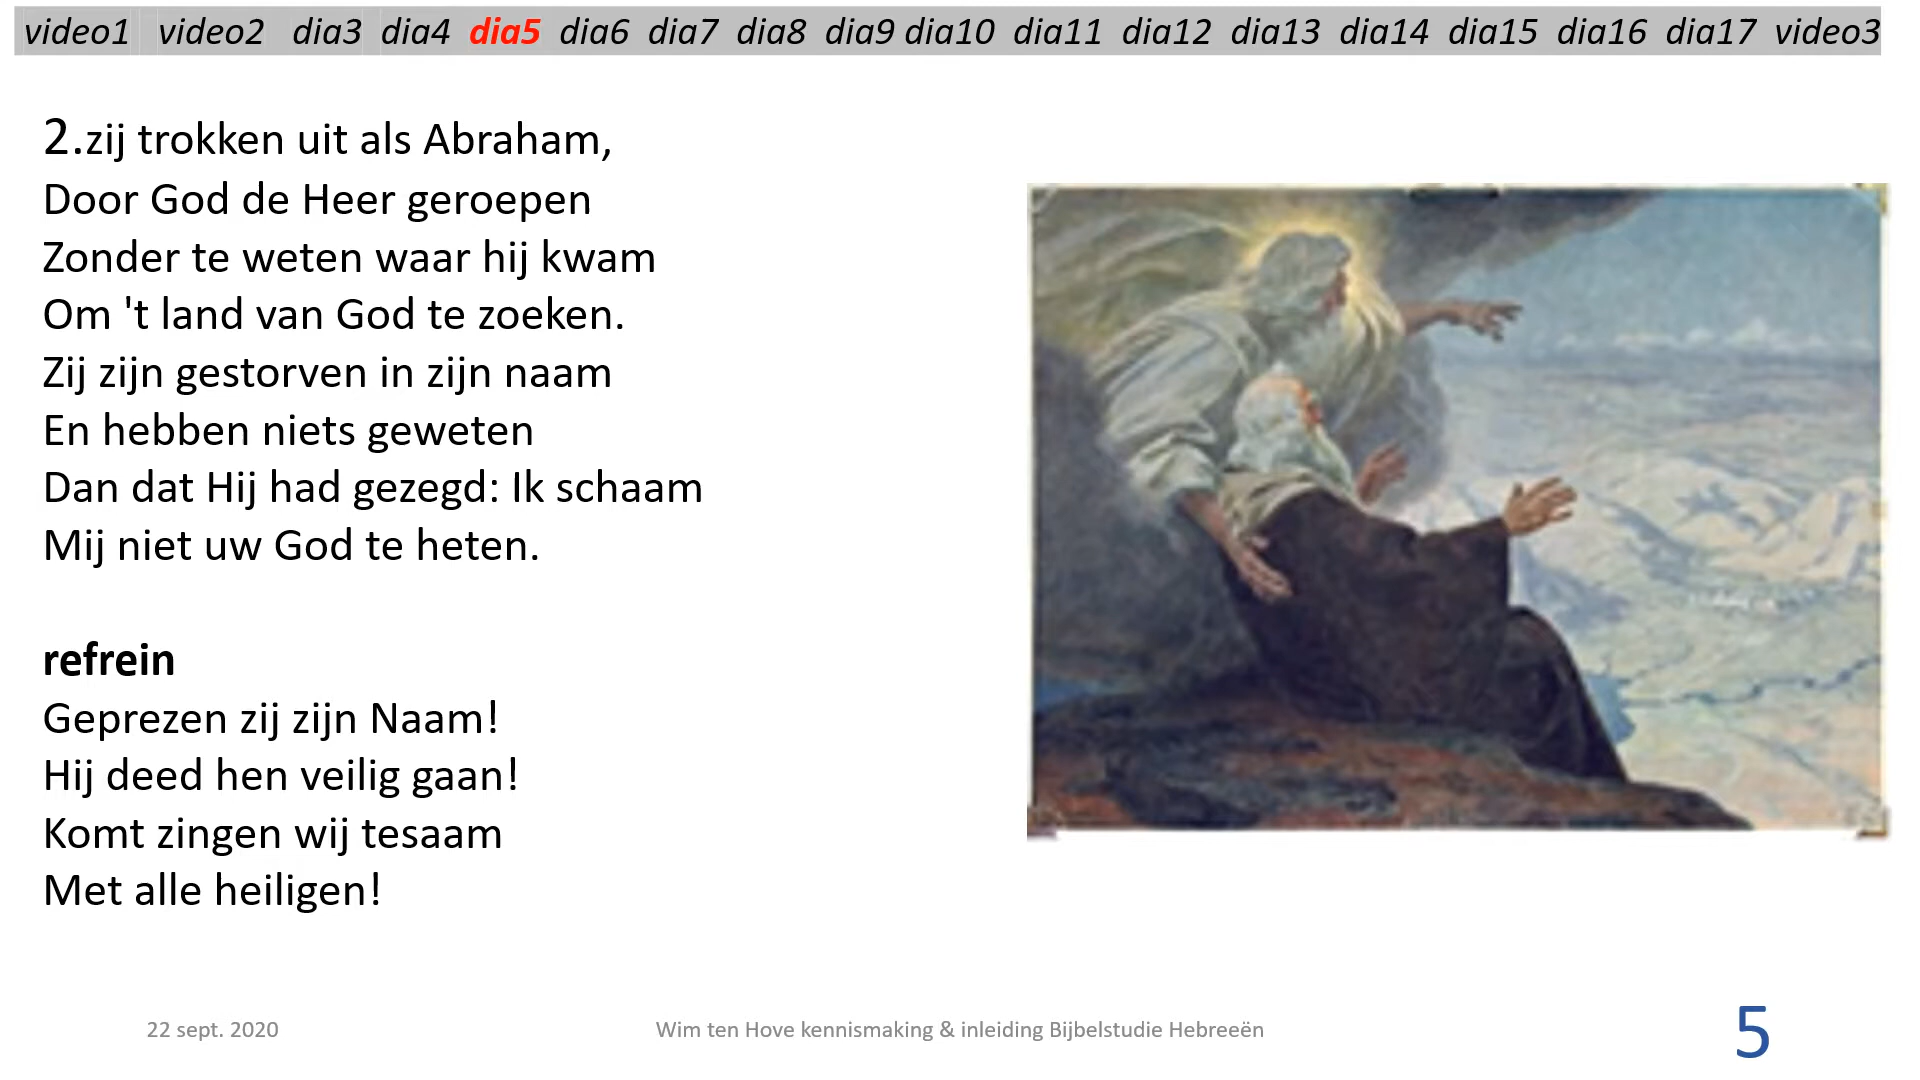 video1 video2 dia3 dia4 dia5 dia6 dia7 dia8 dia9 dia10 dia11 dia12 dia13 dia14 dia15 dia16 dia17 video3
2.zij trokken uit als Abraham,
Door God de Heer geroepen
Zonder te weten waar hij kwam
Om 't land van God te zoeken.
Zij zijn gestorven in zijn naam
En hebben niets geweten
Dan dat Hij had gezegd: Ik schaam
Mij niet uw God te heten.
refrein
Geprezen zij zijn Naam!
Hij deed hen veilig gaan!
Komt zingen wij tesaam
Met alle heiligen!
22 sept. 2020
Wim ten Hove kennismaking & inleiding Bijbelstudie Hebreeën
5